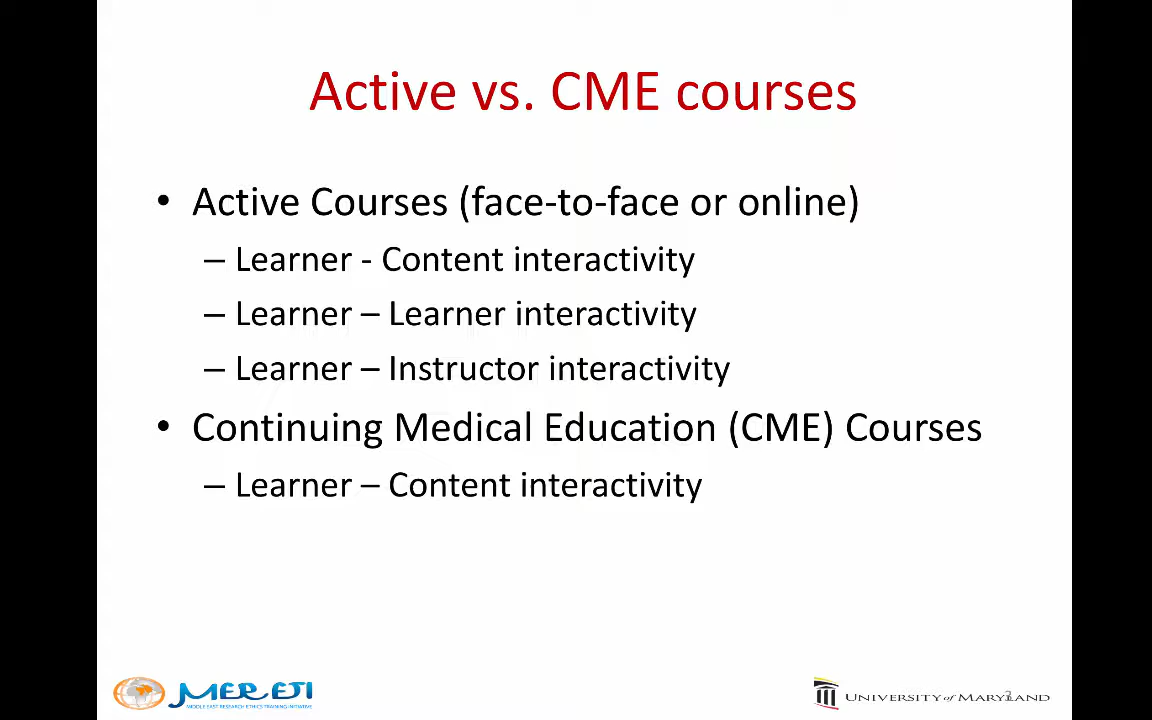 Active vs. CME courses
• Active Courses (face-to-face or online)
– Learner - Content interactivity
– Learner – Learner interactivity
– Learner – Instructor interactivity
• Continuing Medical Education (CME) Courses
– Learner – Content interactivity
MERETI
MIDDLE EAST RESEARCH ETHICS TRAINING INITIATIVE
UNIVERSITY of MARYLAND